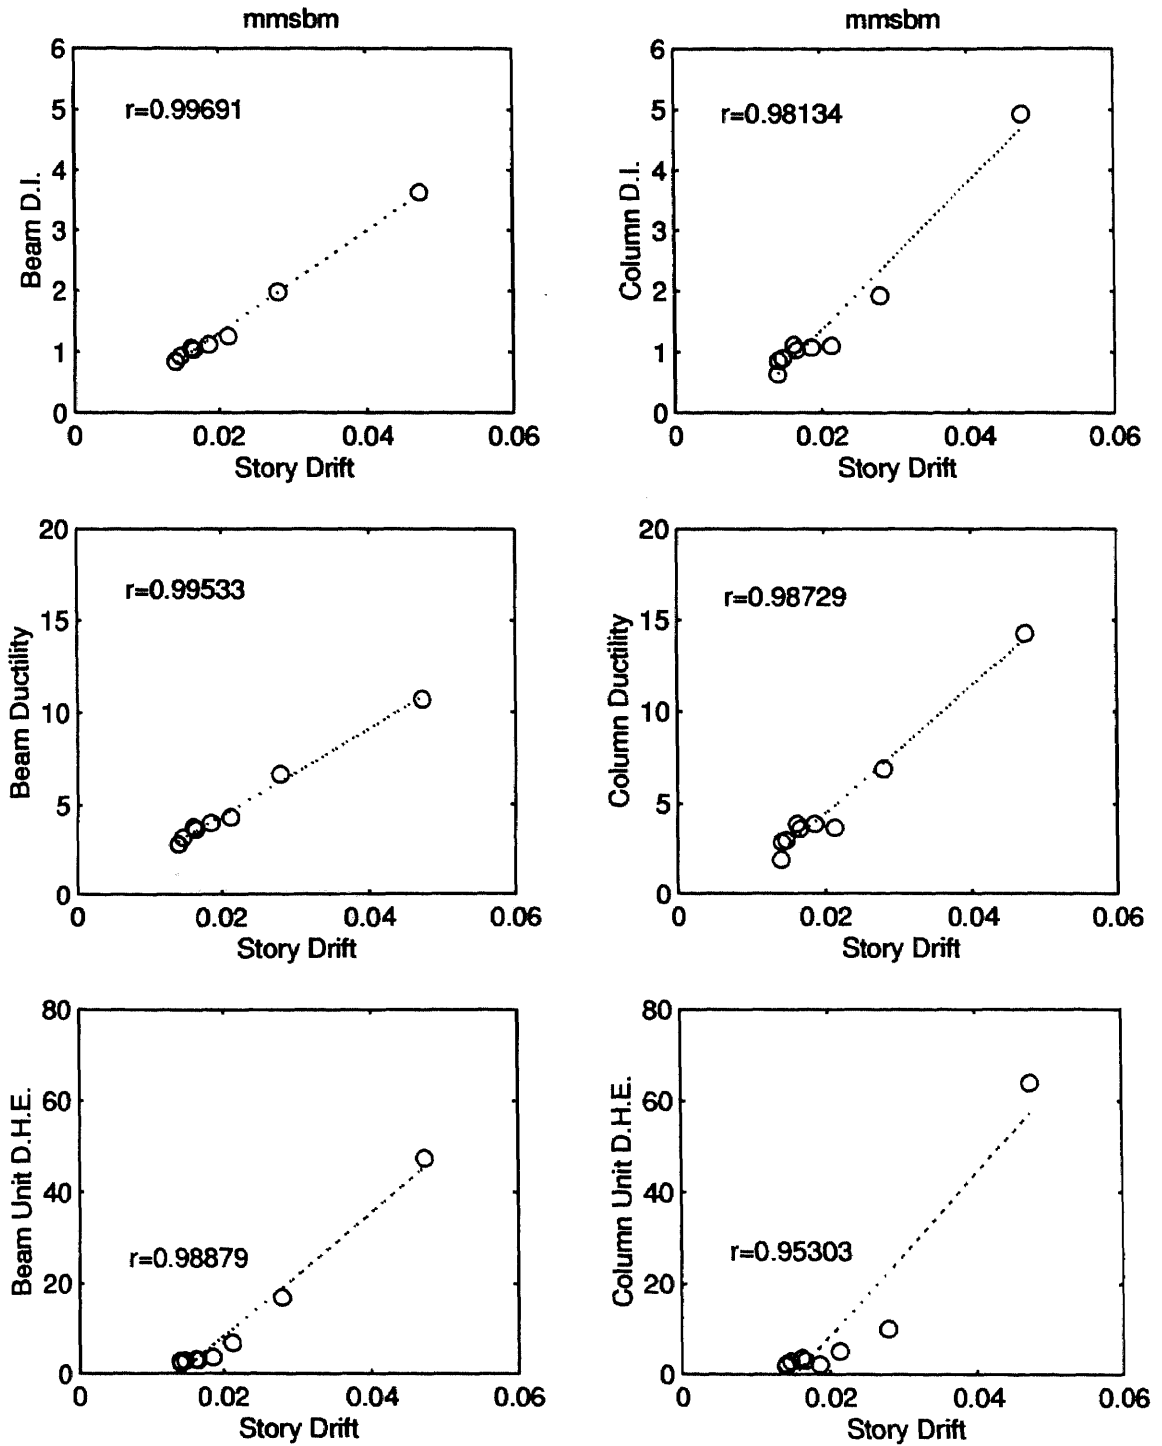 mmsbm
6
5
4
3
2
1
0
r=0.99691
Beam D.I.
0 0.02 0.04 0.06
Story Drift
mmsbm
6
5
4
3
2
1
0
r=0.98134
Column D.I.
0 0.02 0.04 0.06
Story Drift
20
15
10
5
0
r=0.99533
Beam Ductility
0 0.02 0.04 0.06
Story Drift
20
15
10
5
0
r=0.98729
Column Ductility
0 0.02 0.04 0.06
Story Drift
80
60
40
20
0
r=0.98879
Beam Unit D.H.E.
0 0.02 0.04 0.06
Story Drift
80
60
40
20
0
r=0.95303
Column Unit D.H.E.
0 0.02 0.04 0.06
Story Drift